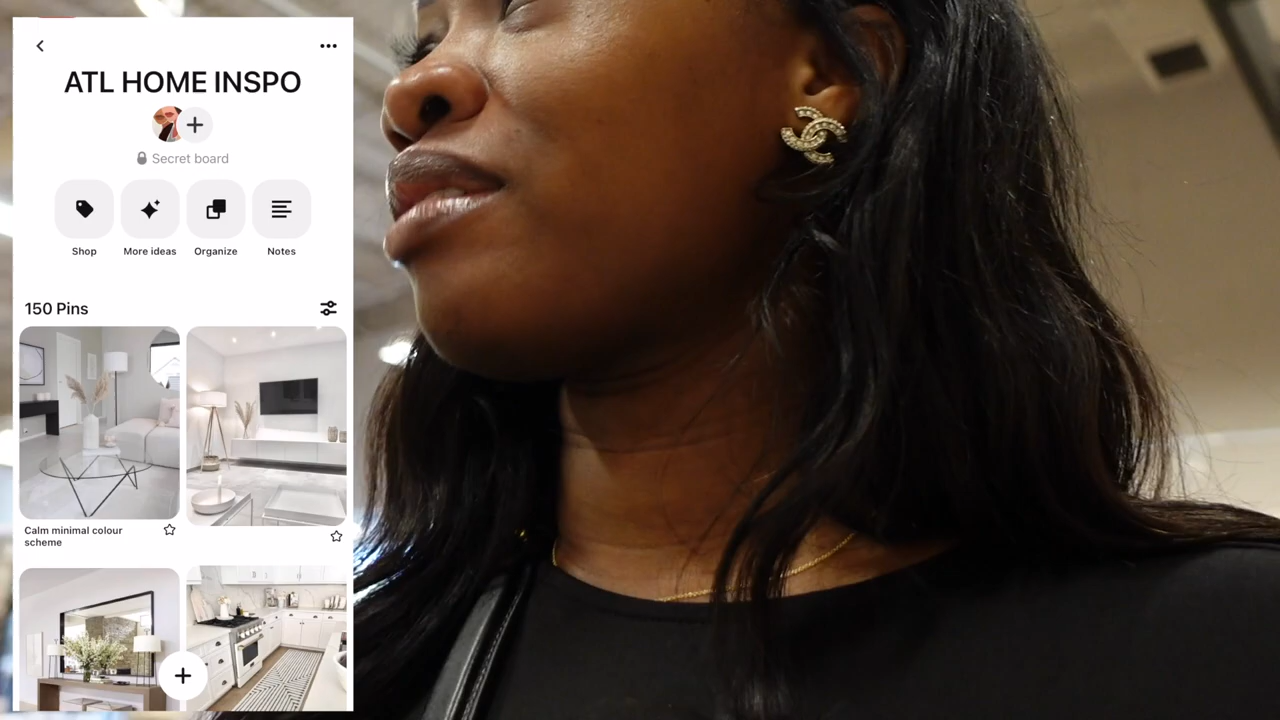 ATL HOME INSPO
Secret board
Shop
More ideas
Organize
Notes
150 Pins
Calm minimal colour
scheme